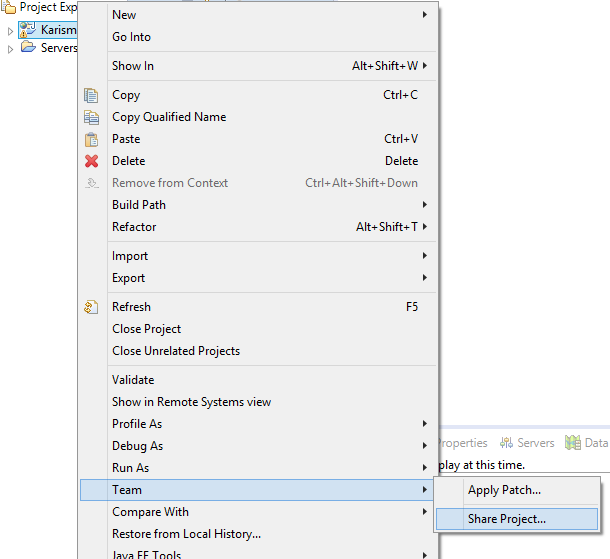 Project Exp
Karism
Servers
New
Go Into
Show In Alt+Shift+W
Copy Ctrl+C
Copy Qualified Name
Paste Ctrl+V
Delete Delete
Remove from Context Ctrl+Alt+Shift+Down
Build Path
Refactor Alt+Shift+T
Import
Export
Refresh F5
Close Project
Close Unrelated Projects
Validate
Show in Remote Systems view
Profile As
Debug As
Run As
Team
Compare With
Restore from Local History...
Java EE Tools
Properties Servers Data
play at this time.
Apply Patch...
Share Project...